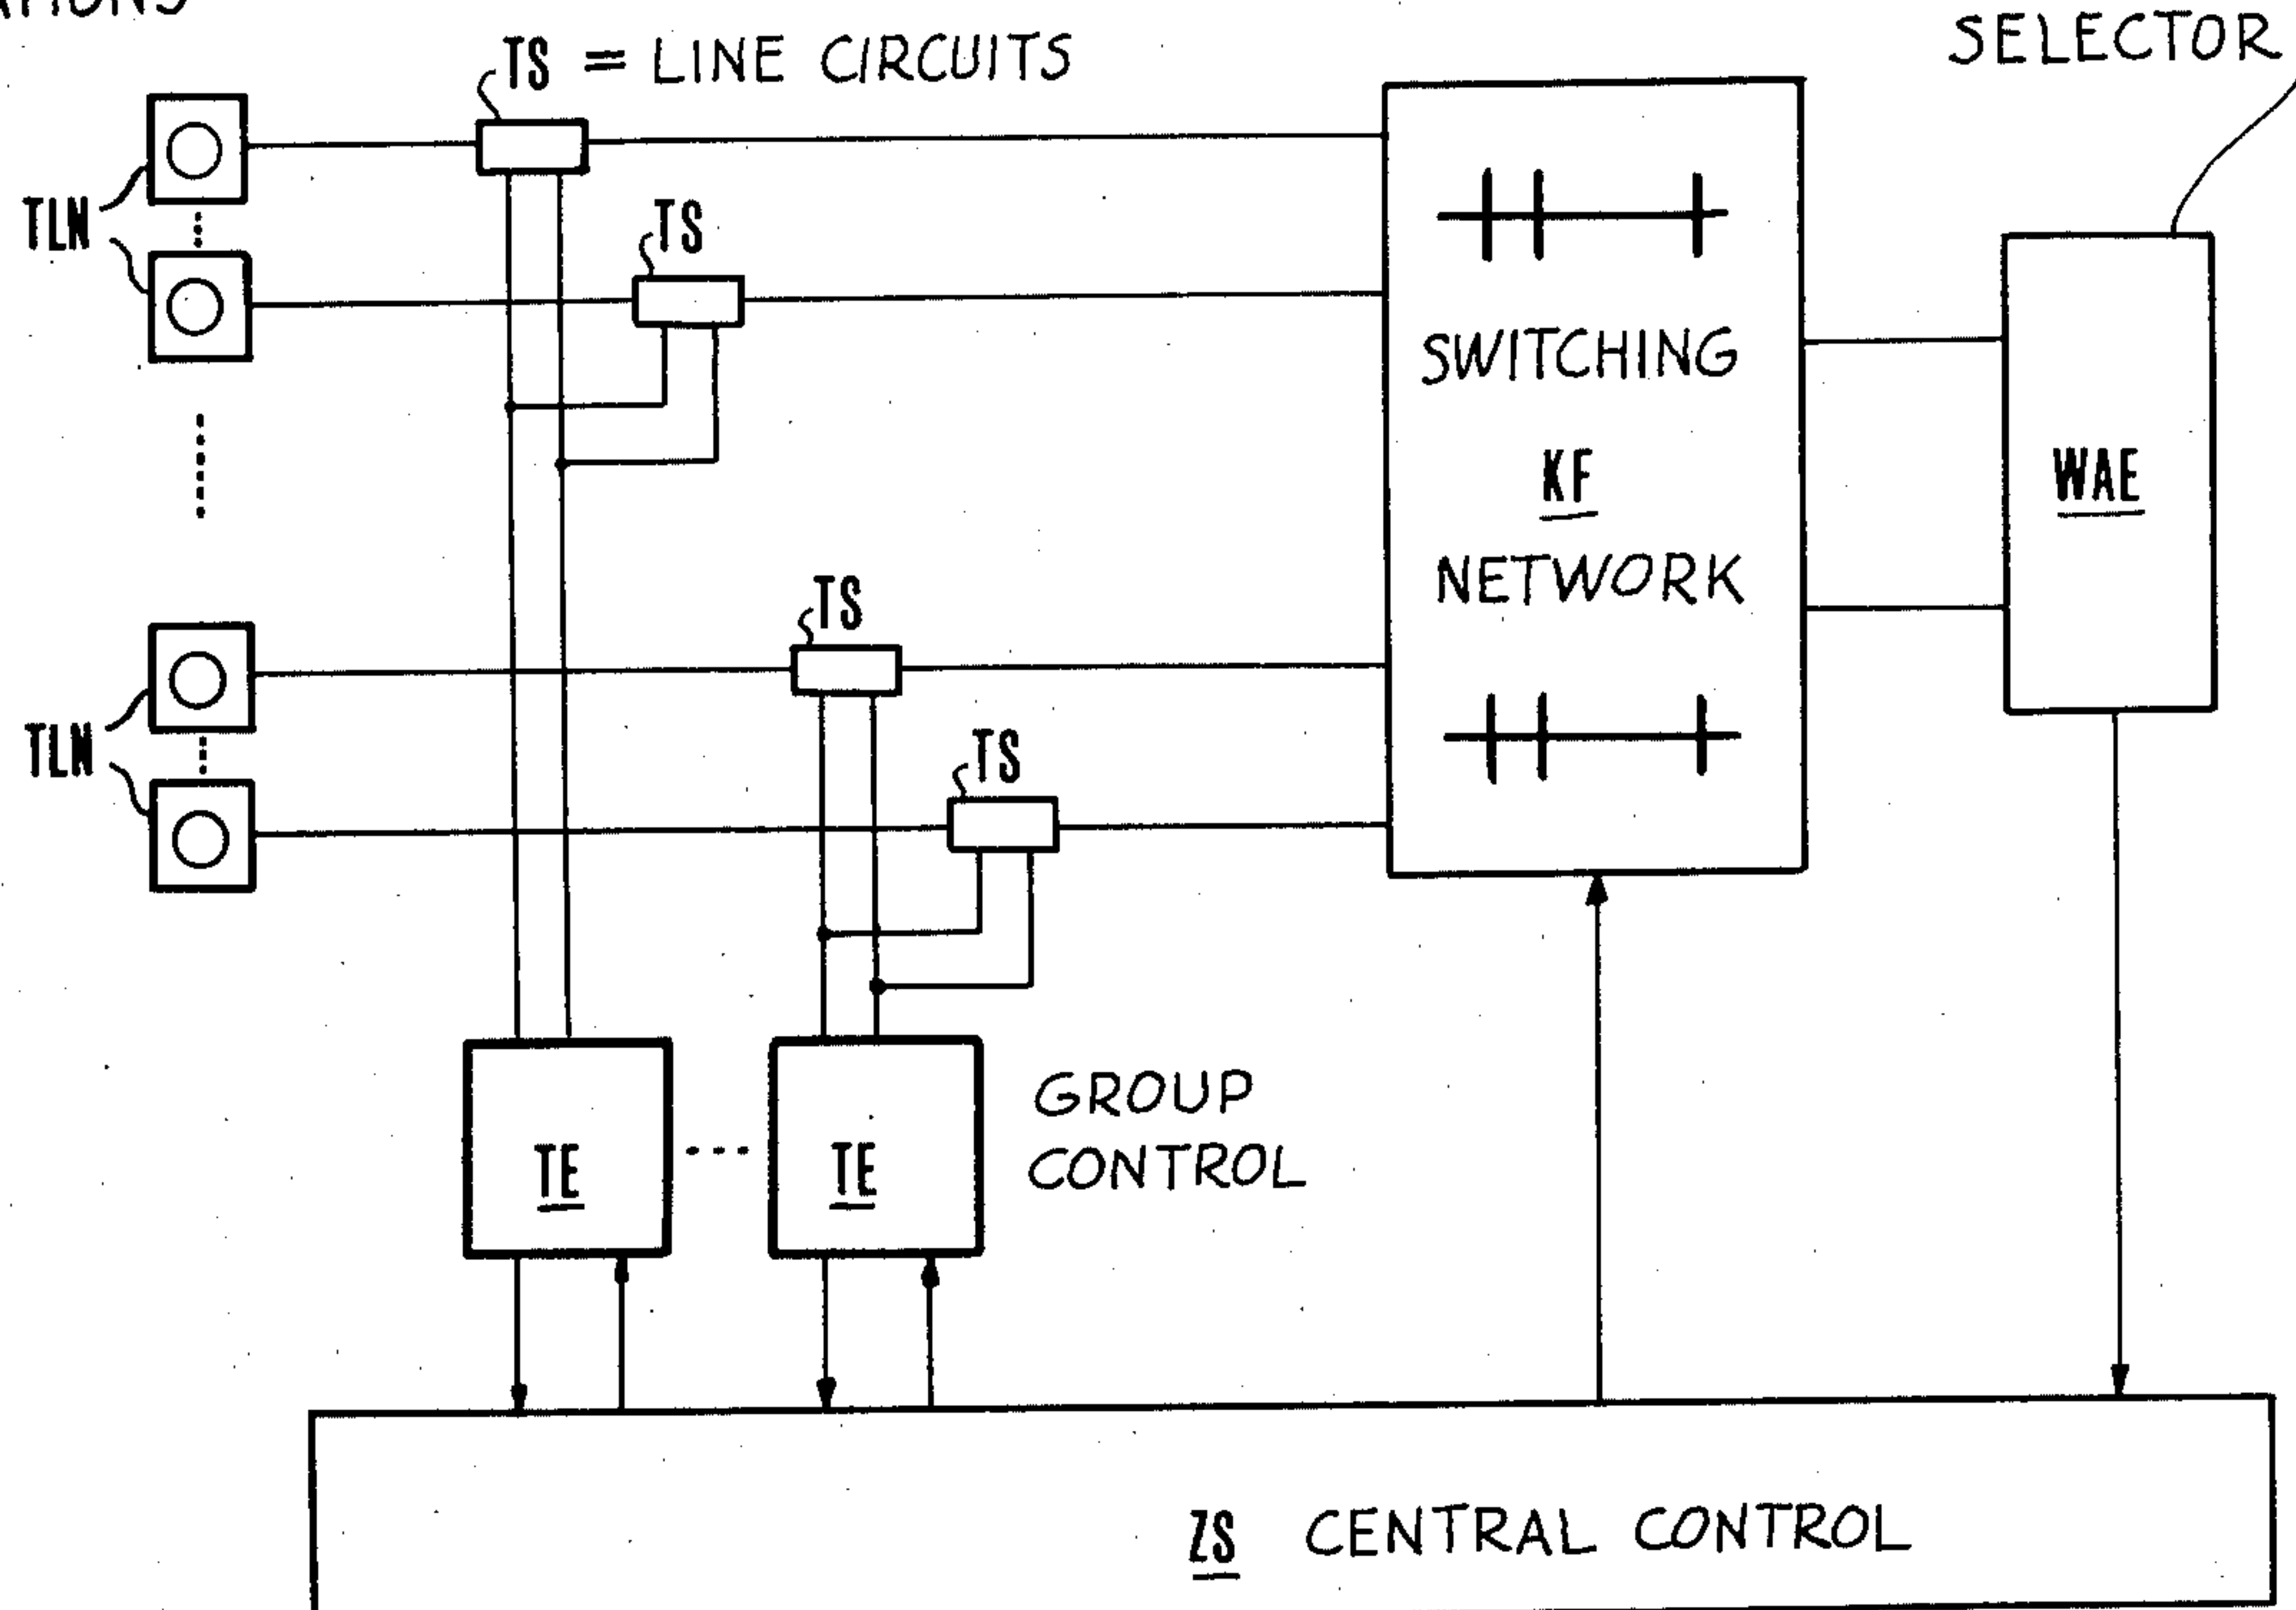 TS = LINE CIRCUITS
SELECTOR
TLN
TS
SWITCHING
KF
WAE
NETWORK
TS
TLN
TS
GROUP
CONTROL
TE
TE
ZS CENTRAL CONTROL